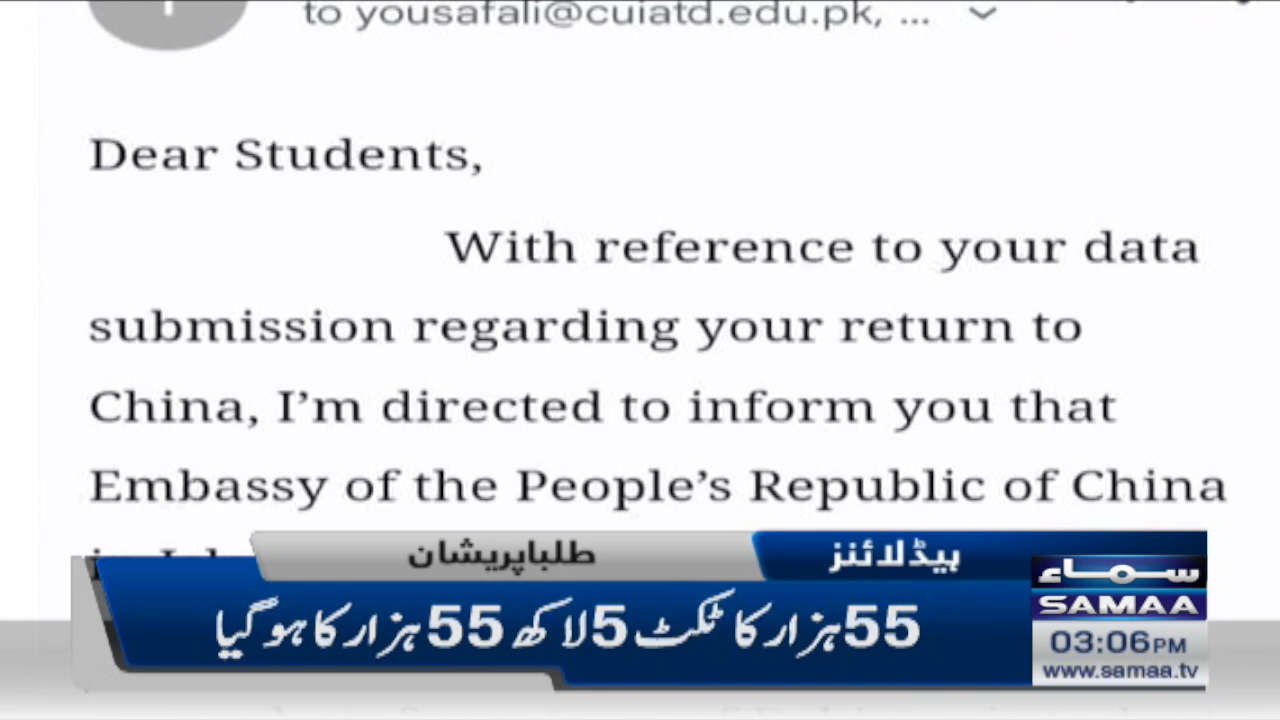 to yousafali@cuiatd.edu.pk, ...
Dear Students,
With reference to your data
submission regarding your return to
China, I’m directed to inform you that
Embassy of the People’s Republic of China
ہیڈلائنز
طلباپریشان
55ہزار کا ٹکٹ 5لاکھ 55ہزار کا ہو گیا
سماء
SAMAA
03:06PM
www.samaa.tv